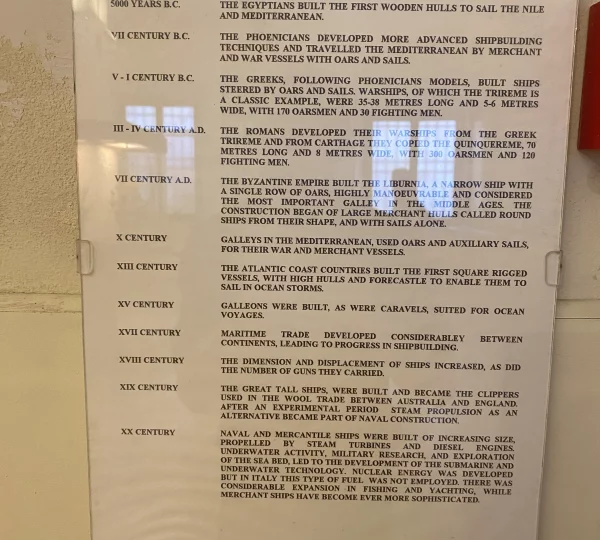 5000 YEARS B.C. THE EGYPTIANS BUILT THE FIRST WOODEN HULLS TO SAIL THE NILE
AND MEDITERRANEAN.
VII CENTURY B.C. THE PHOENICIANS DEVELOPED MORE ADVANCED SHIPBUILDING
TECHNIQUES AND TRAVELLED THE MEDITERRANEAN BY MERCHANT
AND WAR VESSELS WITH OARS AND SAILS.
V - I CENTURY B.C. THE GREEKS, FOLLOWING PHOENICIANS MODELS, BUILT SHIPS
STEERED BY OARS AND SAILS. WARSHIPS, OF WHICH THE TRIREME IS
A CLASSIC EXAMPLE, WERE 35-38 METRES LONG AND 5-6 METRES
WIDE, WITH 170 OARSMEN AND 30 FIGHTING MEN.
III - IV CENTURY A.D. THE ROMANS DEVELOPED THEIR WARSHIPS FROM THE GREEK
TRIREME AND FROM CARTHAGE THEY COPIED THE QUINQUEREME, 70
METRES LONG AND 8 METRES WIDE, WITH 300 OARSMEN AND 120
FIGHTING MEN.
VII CENTURY A.D. THE BYZANTINE EMPIRE BUILT THE LIBURNIA, A NARROW SHIP WITH
A SINGLE ROW OF OARS, HIGHLY MANOEUVRABLE AND CONSIDERED
THE MOST IMPORTANT GALLEY IN THE MIDDLE AGES. THE
CONSTRUCTION BEGAN OF LARGE MERCHANT HULLS CALLED ROUND
SHIPS FROM THEIR SHAPE, AND WITH SAILS ALONE.
X CENTURY GALLEYS IN THE MEDITERRANEAN, USED OARS AND AUXILIARY SAILS,
FOR THEIR WAR AND MERCHANT VESSELS.
XIII CENTURY THE ATLANTIC COAST COUNTRIES BUILT THE FIRST SQUARE RIGGED
VESSELS, WITH HIGH HULLS AND FORECASTLE TO ENABLE THEM TO
SAIL IN OCEAN STORMS.
XV CENTURY GALLEONS WERE BUILT, AS WERE CARAVELS, SUITED FOR OCEAN
VOYAGES.
XVII CENTURY MARITIME TRADE DEVELOPED CONSIDERABLEY BETWEEN
CONTINENTS, LEADING TO PROGRESS IN SHIPBUILDING.
XVIII CENTURY THE DIMENSION AND DISPLACEMENT OF SHIPS INCREASED, AS DID
THE NUMBER OF GUNS THEY CARRIED.
XIX CENTURY THE GREAT TALL SHIPS, WERE BUILT AND BECAME THE CLIPPERS
USED IN THE WOOL TRADE BETWEEN AUSTRALIA AND ENGLAND.
AFTER AN EXPERIMENTAL PERIOD STEAM PROPULSION AS AN
ALTERNATIVE BECAME PART OF NAVAL CONSTRUCTION.
XX CENTURY NAVAL AND MERCANTILE SHIPS WERE BUILT OF INCREASING SIZE,
PROPELLED BY STEAM TURBINES AND DIESEL ENGINES.
UNDERWATER ACTIVITY, MILITARY RESEARCH, AND EXPLORATION
OF THE SEA BED, LED TO THE DEVELOPMENT OF THE SUBMARINE AND
UNDERWATER TECHNOLOGY. NUCLEAR ENERGY WAS DEVELOPED
BUT IN ITALY THIS TYPE OF FUEL WAS NOT EMPLOYED. THERE WAS
CONSIDERABLE EXPANSION IN FISHING AND YACHTING, WHILE
MERCHANT SHIPS HAVE BECOME EVER MORE SOPHISTICATED.